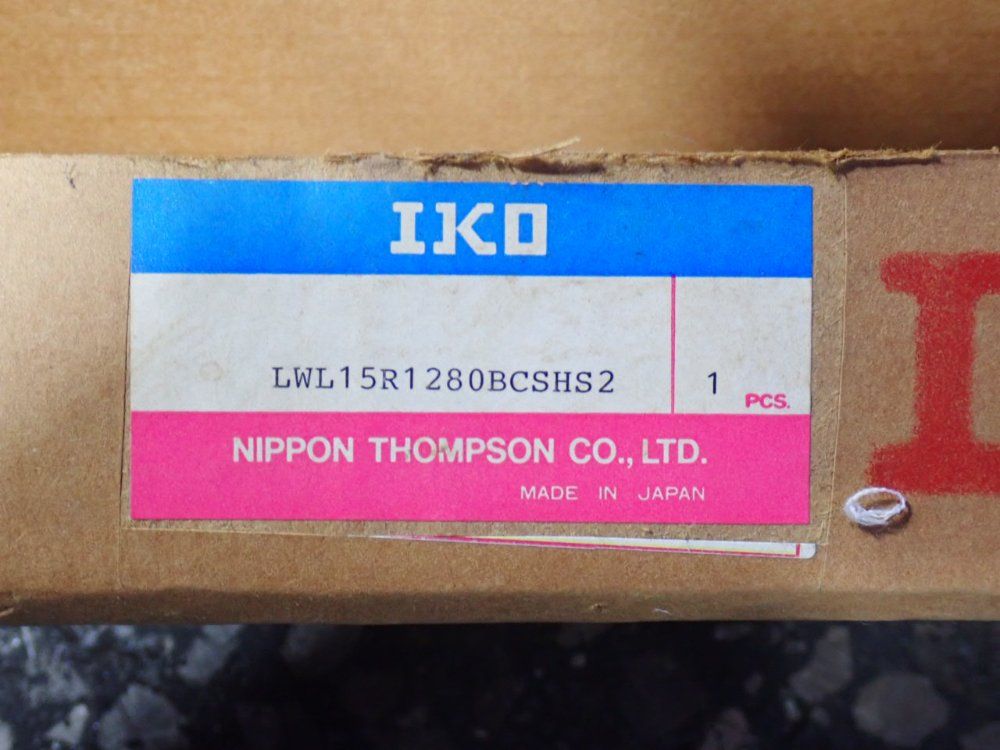 IKO
LWL15R1280BCSHS2
1 PCS.
NIPPON THOMPSON CO., LTD.
MADE IN JAPAN